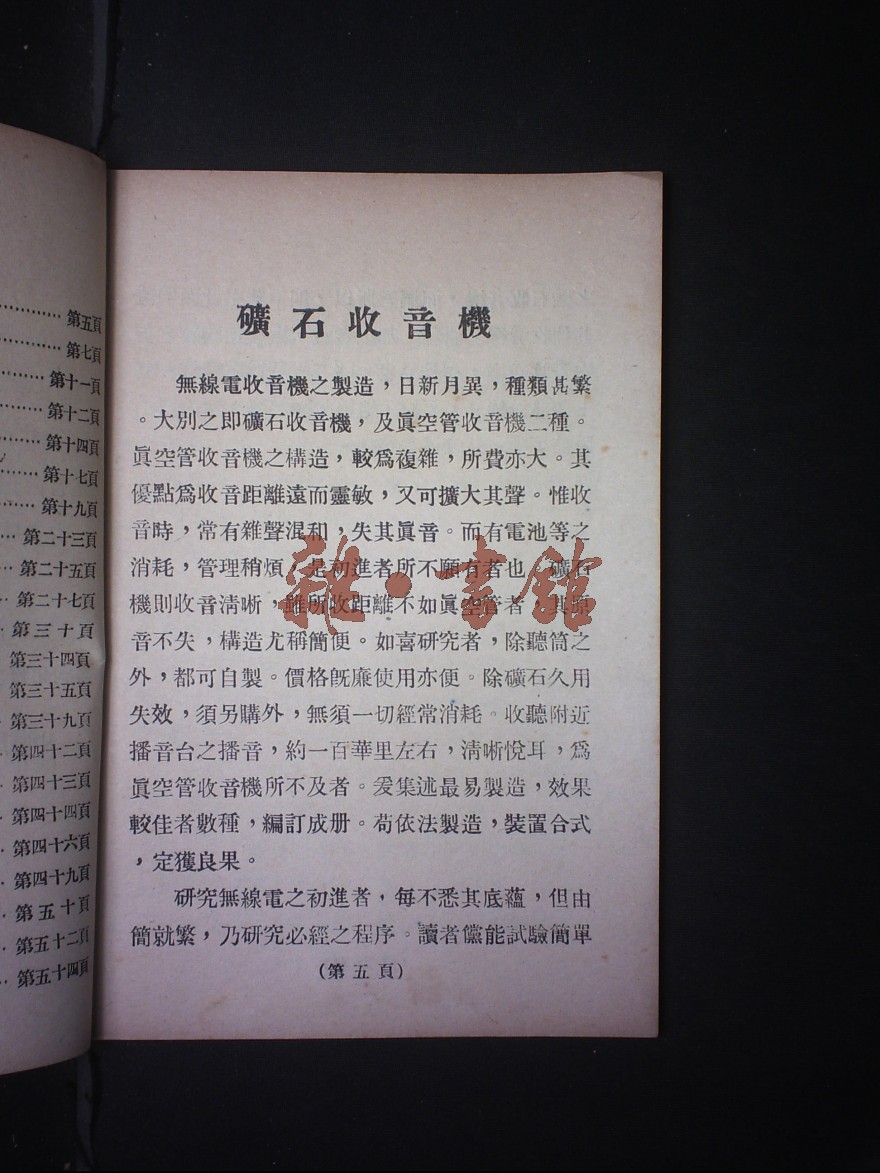 第五頁
第七頁
第十一頁
第十二頁
第十四頁
第十七頁
第十九頁
第二十三頁
第二十五頁
第二十七頁
第三十頁
第三十四頁
第三十五頁
第三十九頁
第四十二頁
第四十三頁
第四十四頁
第四十六頁
第四十九頁
第五十頁
第五十二頁
第五十四頁
礦石收音機
無線電收音機之製造，日新月異，種類甚繁
。大別之即礦石收音機，及眞空管收音機二種。
眞空管收音機之構造，較爲複雜，所費亦大。其
優點爲收音距離遠而靈敏，又可擴大其聲。惟收
音時，常有雜聲混和，失其眞音。而有電池等之
消耗，管理稍煩，是初進者所不願有者也。礦石
機則收音清晰，雖所收距離不如眞空管者，其原
音不失，構造尤稱簡便。如喜研究者，除聽筒之
外，都可自製。價格旣廉使用亦便。除礦石久用
失效，須另購外，無須一切經常消耗。收聽附近
播音台之播音，約一百華里左右，清晰悅耳，爲
眞空管收音機所不及者。爰集述最易製造，效果
較佳者數種，編訂成册。苟依法製造，裝置合式
，定獲良果。
研究無線電之初進者，每不悉其底蘊，但由
簡就繁，乃研究必經之程序。讀者儻能試驗簡單
(第五頁)
雜·書館